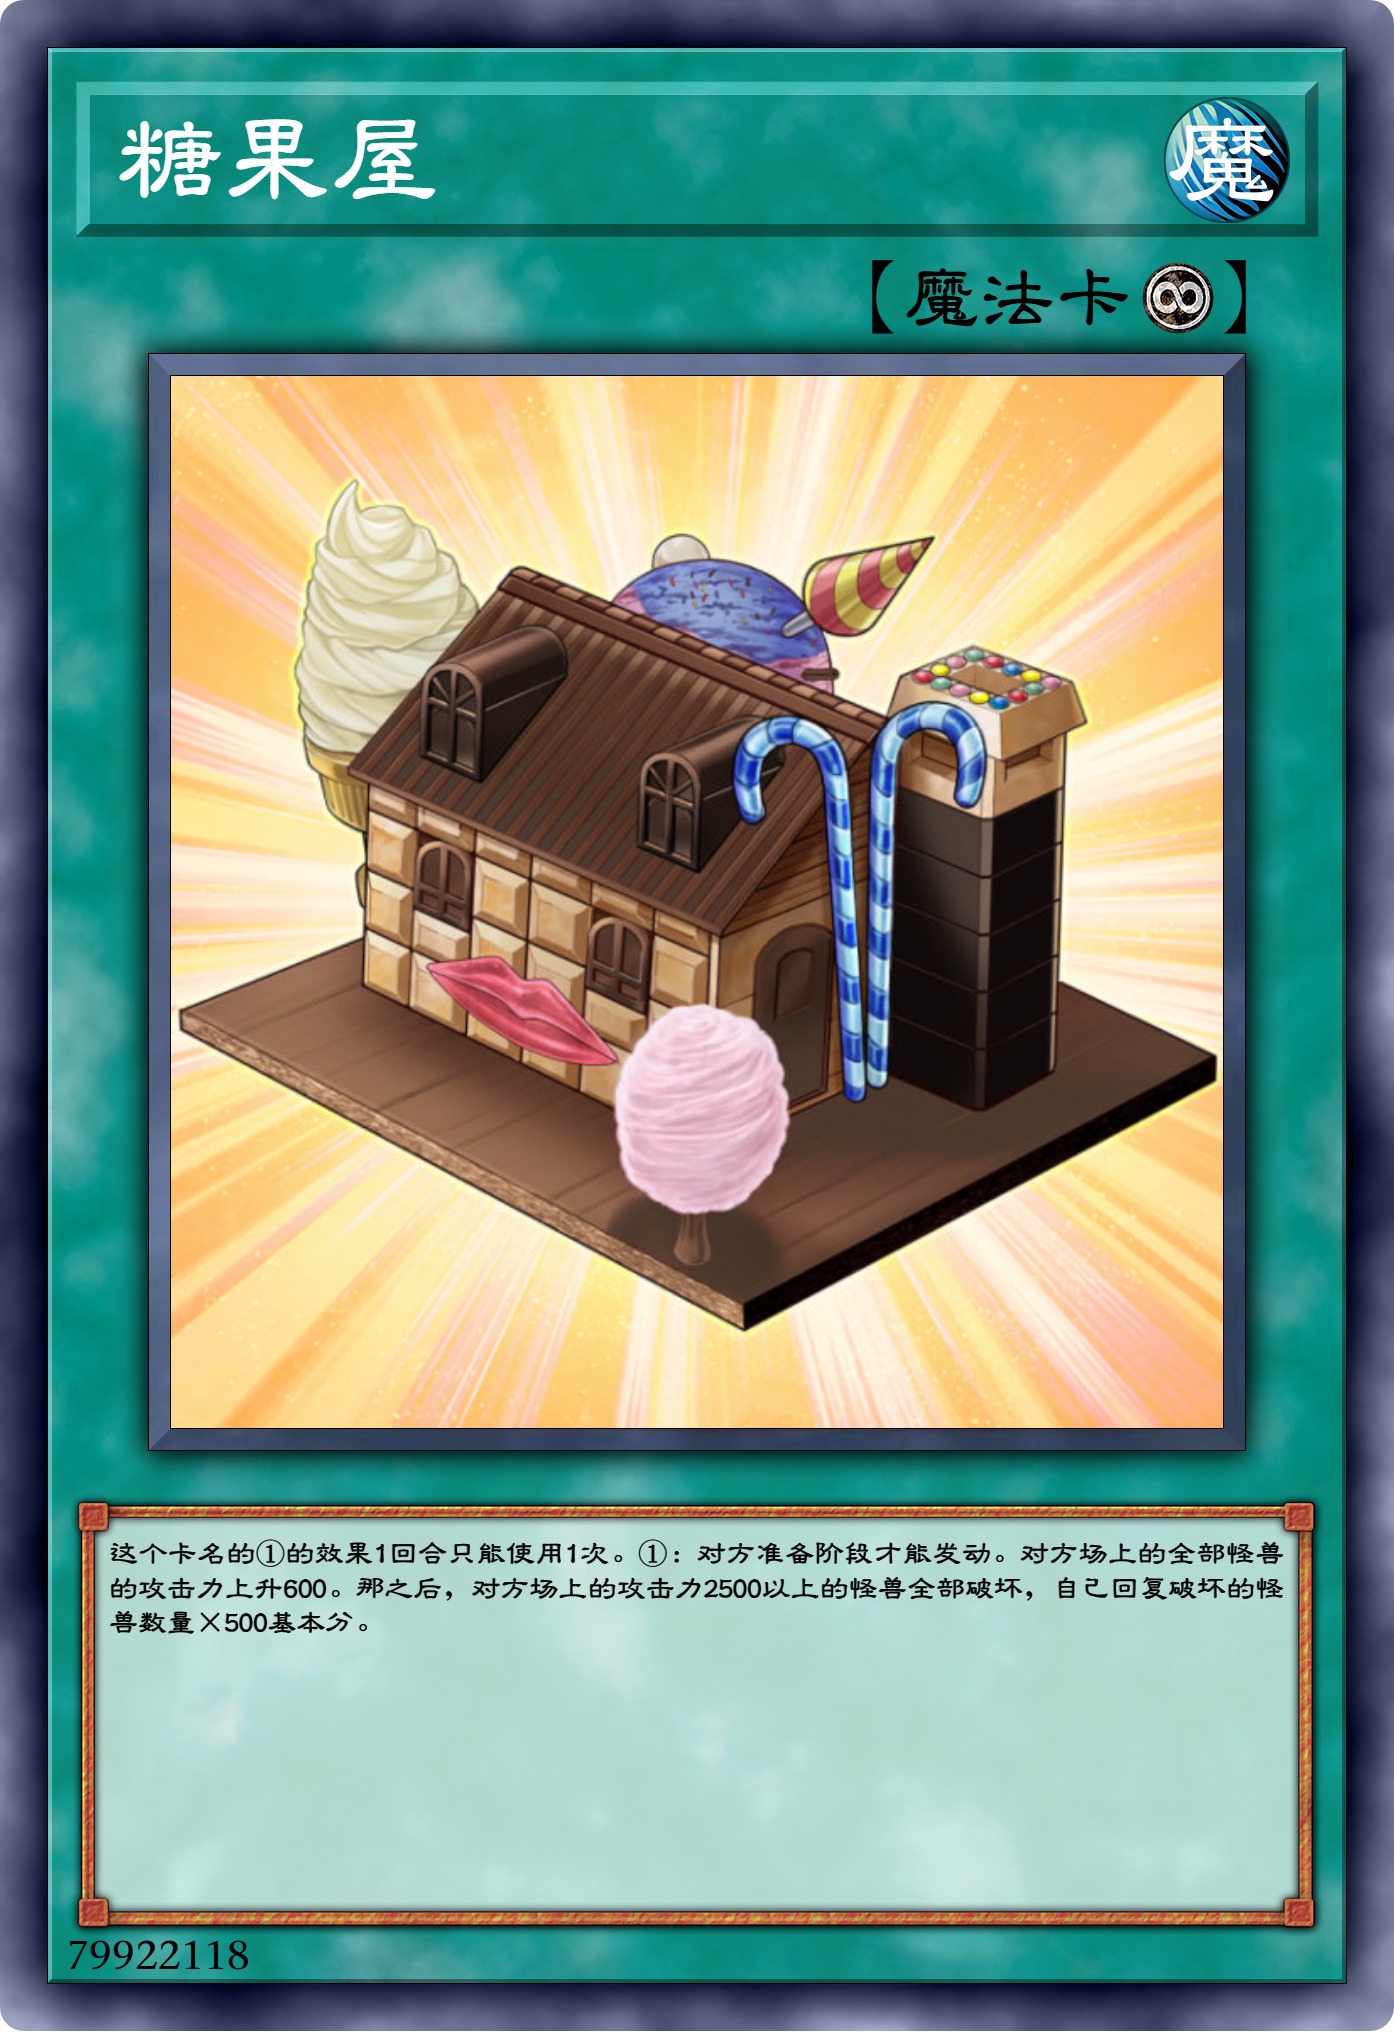 糖果屋
魔
【魔法卡】
这个卡名的①的效果1回合只能使用1次。①：对方准备阶段才能发动。对方场上的全部怪兽
的攻击力上升600。那之后，对方场上的攻击力2500以上的怪兽全部破坏，自己回复破坏的怪
兽数量×500基本分。
79922118